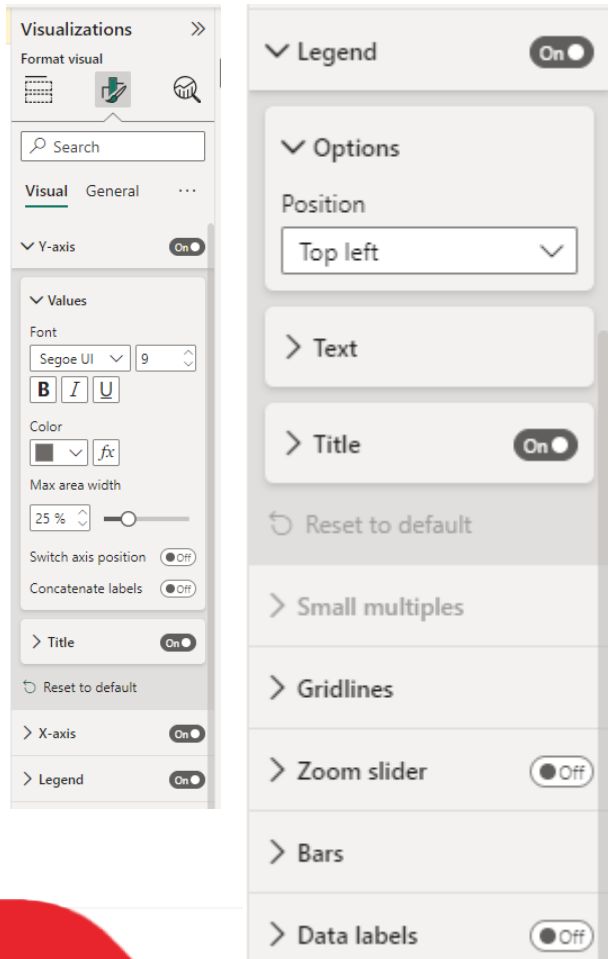 Visualizations
Format visual
Search
Visual General ...
Y-axis On
Values
Font
Segoe UI 9
B I U
Color
fx
Max area width
25 %
Switch axis position Off
Concatenate labels Off
Title On
Reset to default
X-axis On
Legend On
Legend On
Options
Position
Top left
Text
Title On
Reset to default
Small multiples
Gridlines
Zoom slider Off
Bars
Data labels Off